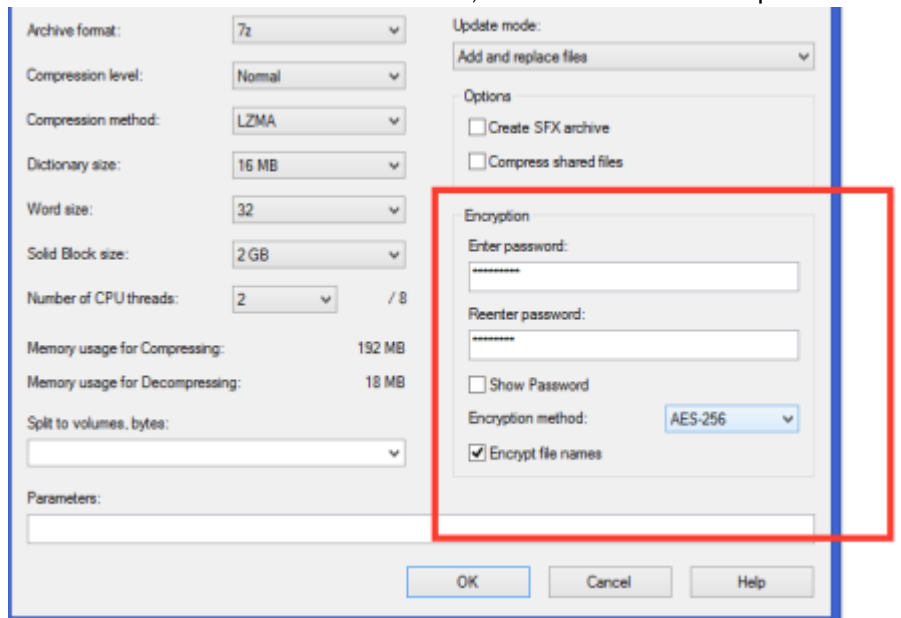 Archive format: 7z
Compression level: Normal
Compression method: LZMA
Dictionary size: 16 MB
Word size: 32
Solid Block size: 2 GB
Number of CPU threads: 2 / 8
Memory usage for Compressing: 192 MB
Memory usage for Decompressing: 18 MB
Split to volumes, bytes:
Parameters:
Update mode:
Add and replace files
Options
Create SFX archive
Compress shared files
Encryption
Enter password:
*********
Reenter password:
********
Show Password
Encryption method: AES-256
Encrypt file names
OK Cancel Help